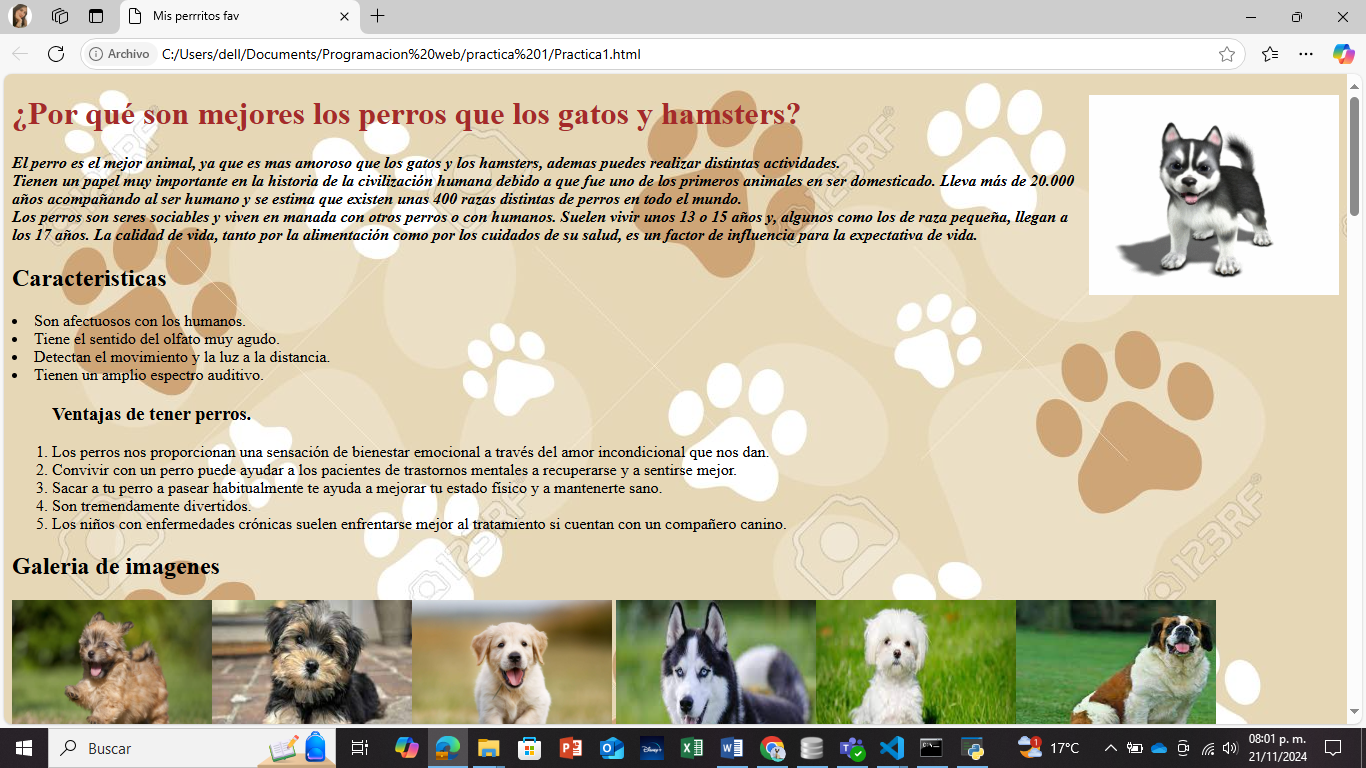 Mis perrritos fav
Archivo
C:/Users/dell/Documents/Programacion%20web/practica%201/Practica1.html
¿Por qué son mejores los perros que los gatos y hamsters?
El perro es el mejor animal, ya que es mas amoroso que los gatos y los hamsters, ademas puedes realizar distintas actividades.
Tienen un papel muy importante en la historia de la civilización humana debido a que fue uno de los primeros animales en ser domesticado. Lleva más de 20.000
años acompañando al ser humano y se estima que existen unas 400 razas distintas de perros en todo el mundo.
Los perros son seres sociables y viven en manada con otros perros o con humanos. Suelen vivir unos 13 o 15 años y, algunos como los de raza pequeña, llegan a
los 17 años. La calidad de vida, tanto por la alimentación como por los cuidados de su salud, es un factor de influencia para la expectativa de vida.
Caracteristicas
• Son afectuosos con los humanos.
• Tiene el sentido del olfato muy agudo.
• Detectan el movimiento y la luz a la distancia.
• Tienen un amplio espectro auditivo.
Ventajas de tener perros.
1. Los perros nos proporcionan una sensación de bienestar emocional a través del amor incondicional que nos dan.
2. Convivir con un perro puede ayudar a los pacientes de trastornos mentales a recuperarse y a sentirse mejor.
3. Sacar a tu perro a pasear habitualmente te ayuda a mejorar tu estado físico y a mantenerte sano.
4. Son tremendamente divertidos.
5. Los niños con enfermedades crónicas suelen enfrentarse mejor al tratamiento si cuentan con un compañero canino.
Galeria de imagenes
123RF
123RF
123RF
123RF
123RF
Buscar
Disney+
1
17°C
08:01 p. m.
21/11/2024